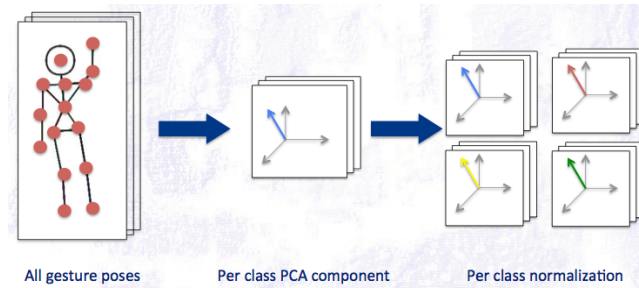 All gesture poses
Per class PCA component
Per class normalization